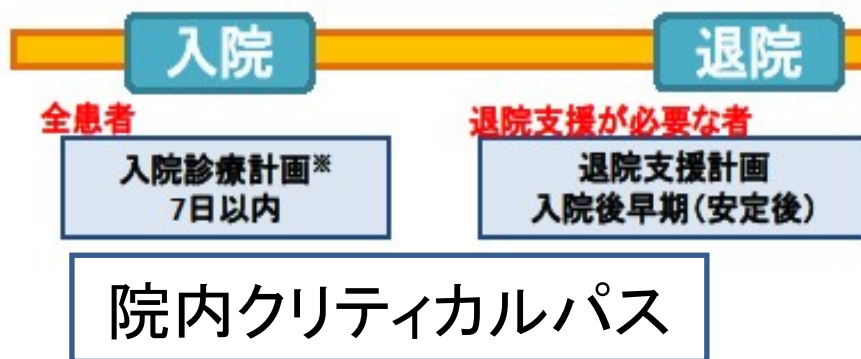 入院
退院
全患者
退院支援が必要な者
入院診療計画※
7日以内
退院支援計画
入院後早期(安定後)
院内クリティカルパス